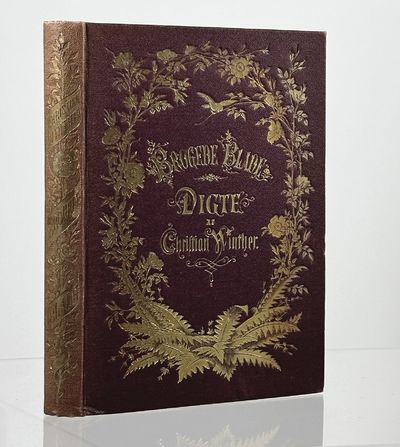 BROGEDE BLADE
DIGTE
AF
Christian Winther.